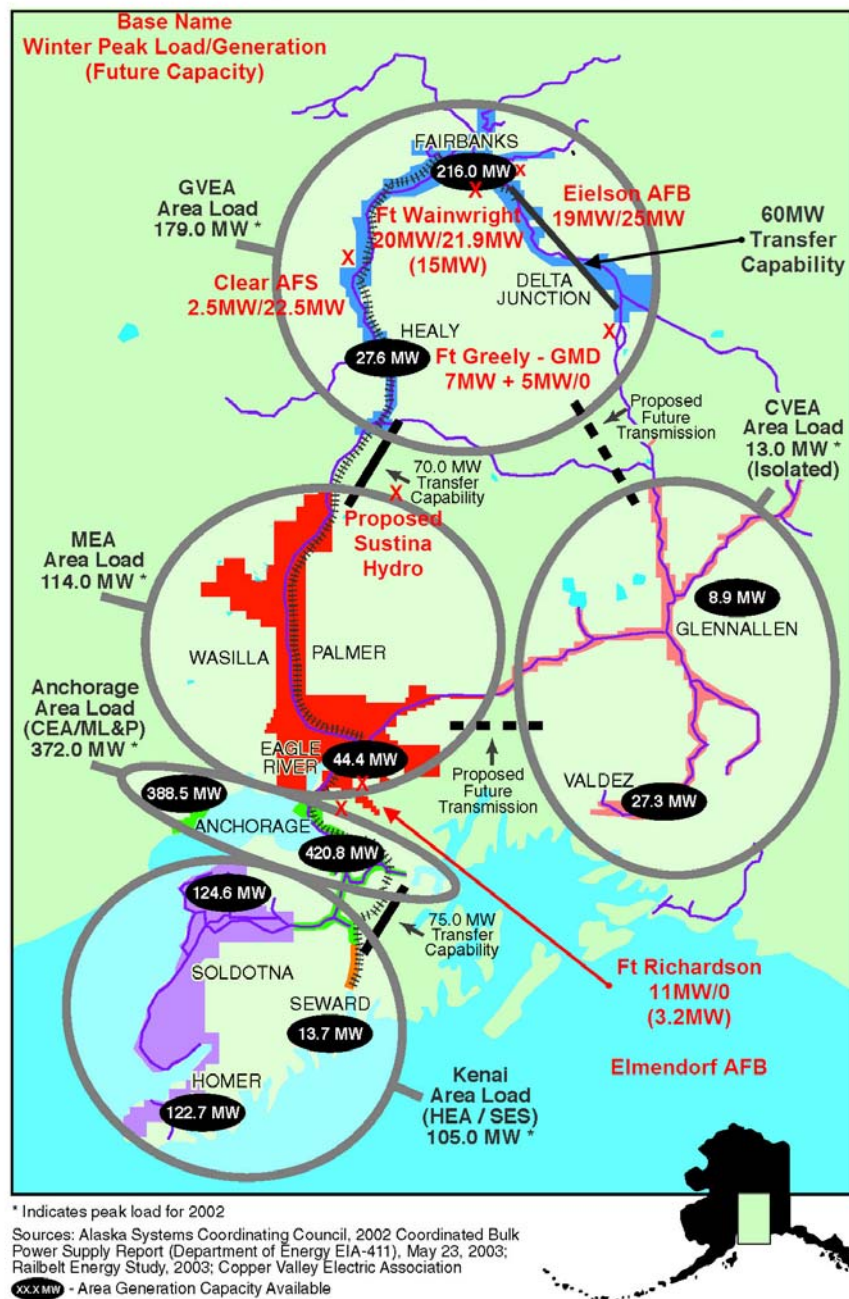 Base Name
Winter Peak Load/Generation
(Future Capacity)
FAIRBANKS
216.0 MW
GVEA
Area Load
179.0 MW *
Ft Wainwright
20MW/21.9MW
(15MW)
Eielson AFB
19MW/25MW
60MW
Transfer
Capability
X
X
X
Clear AFS
2.5MW/22.5MW
DELTA
JUNCTION
HEALY
27.6 MW
X
Ft Greely - GMD
7MW + 5MW/0
Proposed
Future
Transmission
CVEA
Area Load
13.0 MW *
(Isolated)
70.0 MW
Transfer
Capability
X
Proposed
Sustina
Hydro
MEA
Area Load
114.0 MW *
8.9 MW
GLENNALLEN
WASILLA
PALMER
Anchorage
Area Load
(CEA/ML&P)
372.0 MW *
EAGLE
RIVER
44.4 MW
Proposed
Future
Transmission
VALDEZ
27.3 MW
388.5 MW
X
X
ANCHORAGE
420.8 MW
124.6 MW
75.0 MW
Transfer
Capability
SOLDOTNA
Ft Richardson
11MW/0
(3.2MW)
SEWARD
13.7 MW
Elmendorf AFB
HOMER
122.7 MW
Kenai
Area Load
(HEA / SES)
105.0 MW *
* Indicates peak load for 2002
Sources: Alaska Systems Coordinating Council, 2002 Coordinated Bulk
Power Supply Report (Department of Energy EIA-411), May 23, 2003;
Railbelt Energy Study, 2003; Copper Valley Electric Association
XX.X MW - Area Generation Capacity Available